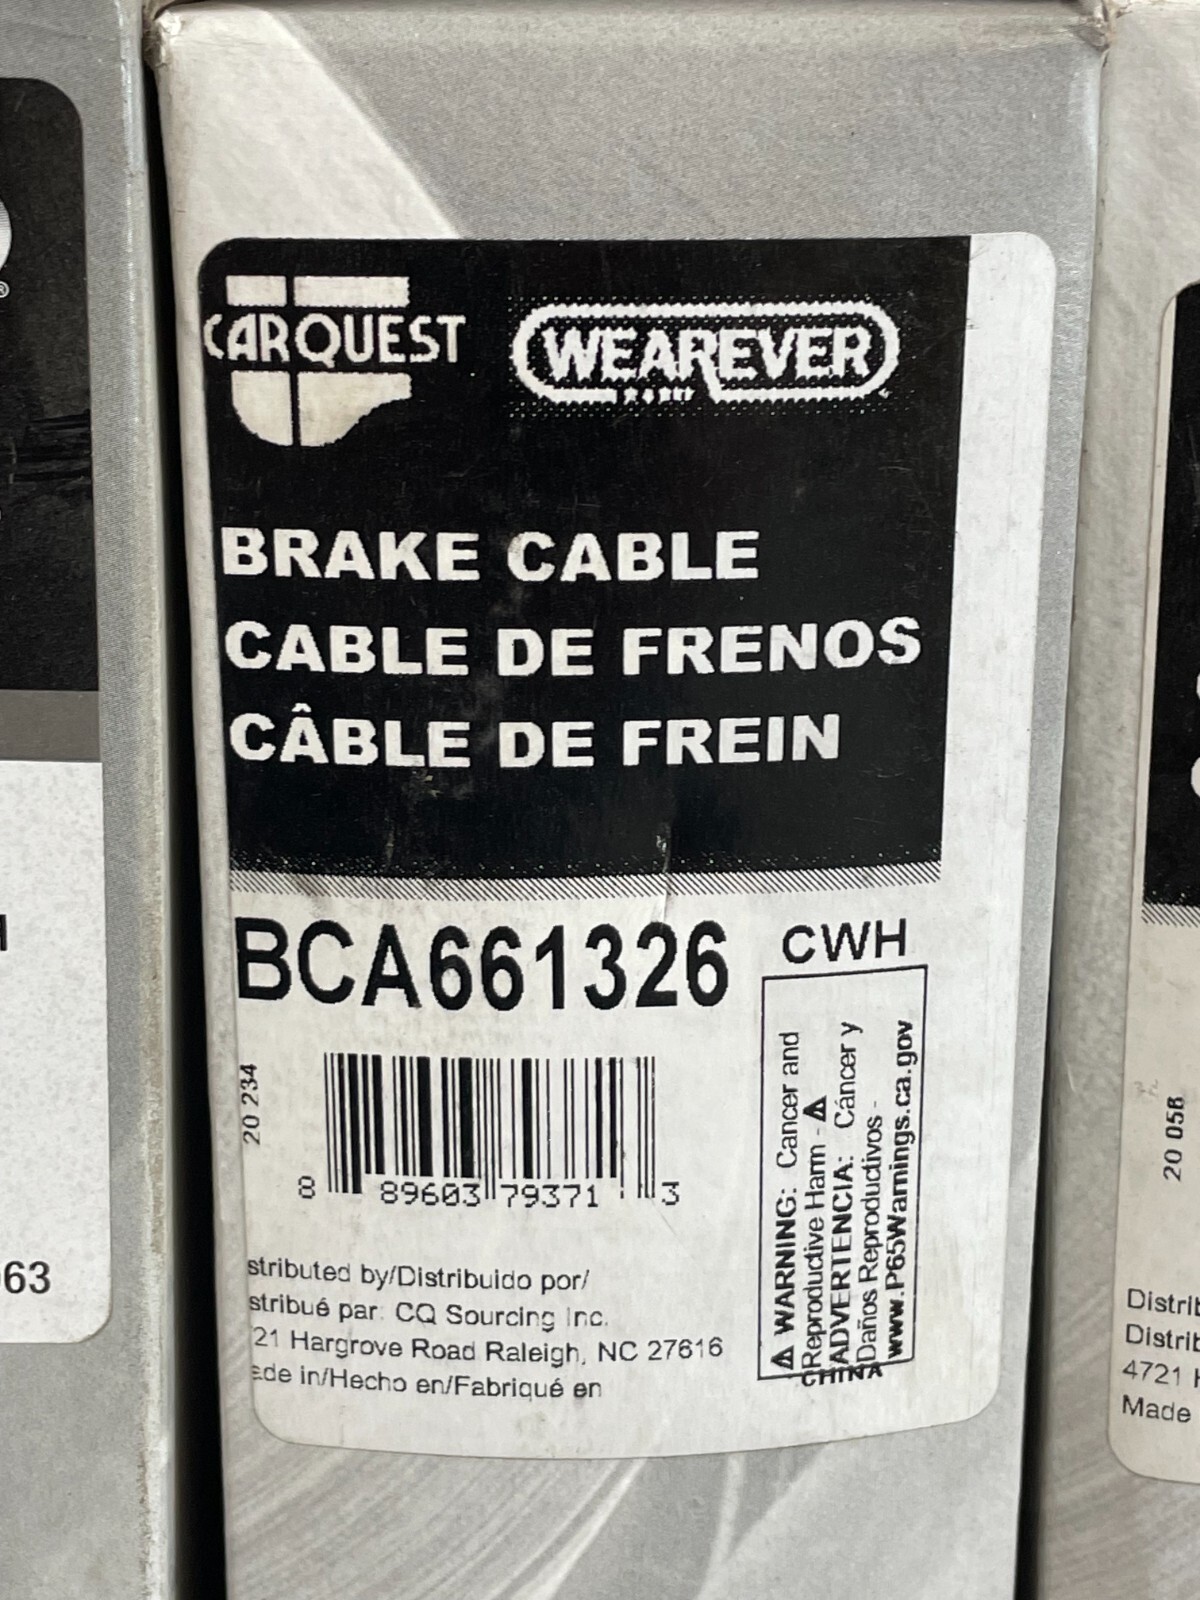 CARQUEST
WEAREVER
BRAKE CABLE
CABLE DE FRENOS
CÂBLE DE FREIN
BCA661326
CWH
20 234
8 89603 79371 3
⚠ WARNING: Cancer and
Reproductive Harm - ⚠
ADVERTENCIA: Cáncer y
Daños Reproductivos -
www.P65Warnings.ca.gov
stributed by/Distribuido por/
stribué par: CQ Sourcing Inc.
21 Hargrove Road Raleigh, NC 27616
ade in/Hecho en/Fabriqué en
CHINA
63
20 058
Distrib
Distrib
4721 H
Made